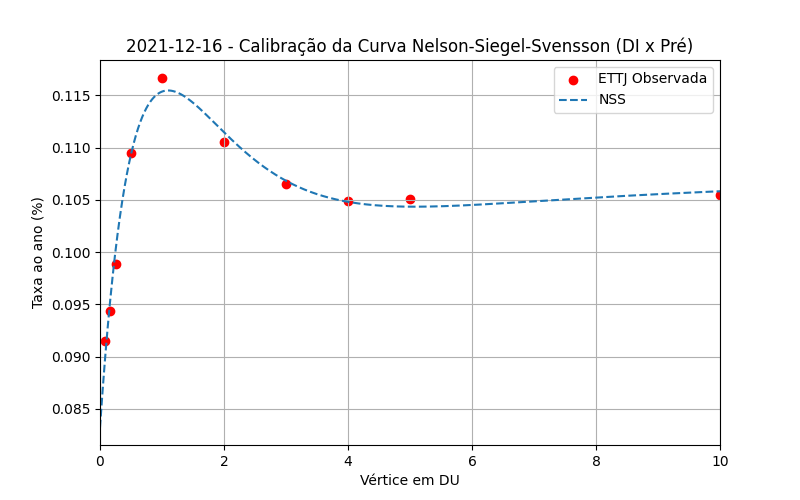 2021-12-16 - Calibração da Curva Nelson-Siegel-Svensson (DI x Pré)
ETTJ Observada
NSS
0.115
0.110
0.105
0.100
0.095
0.090
0.085
Taxa ao ano (%)
0 2 4 6 8 10
Vértice em DU